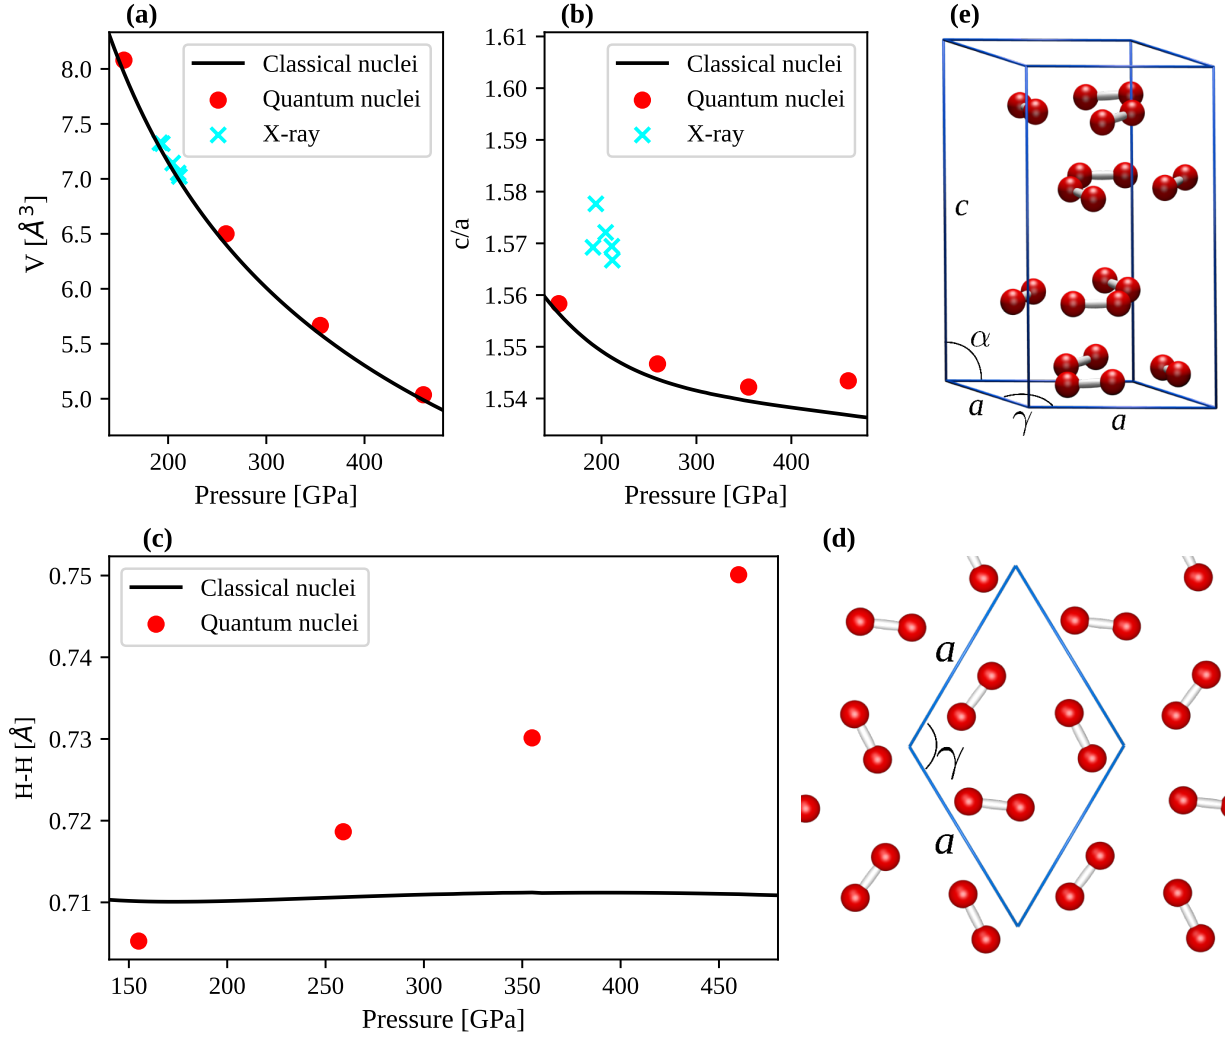 (a)
8.0
7.5
7.0
6.5
6.0
5.5
5.0
V [Å 3]
Classical nuclei
Quantum nuclei
X-ray
200
300
400
Pressure [GPa]
(b)
1.61
1.60
1.59
1.58
1.57
1.56
1.55
1.54
c/a
Classical nuclei
Quantum nuclei
X-ray
200
300
400
Pressure [GPa]
(e)
c
α
a
γ
a
(c)
0.75
0.74
0.73
0.72
0.71
H-H [Å]
Classical nuclei
Quantum nuclei
150
200
250
300
350
400
450
Pressure [GPa]
(d)
a
γ
a